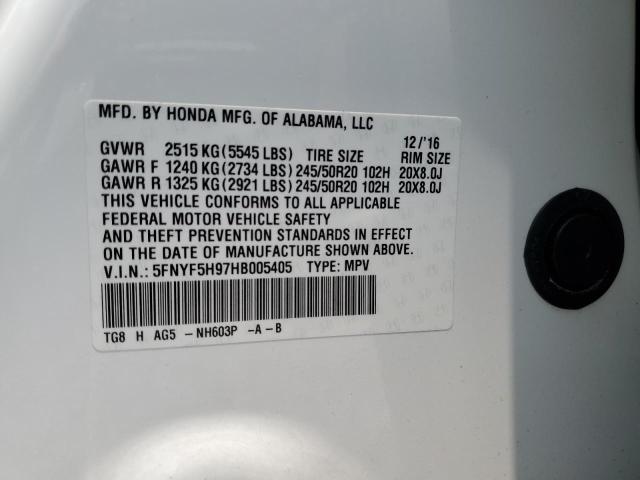 MFD. BY HONDA MFG. OF ALABAMA, LLC
12/'16
GVWR 2515 KG(5545 LBS) TIRE SIZE RIM SIZE
GAWR F 1240 KG(2734 LBS)245/50R20 102H 20X8.0J
GAWR R 1325 KG(2921 LBS)245/50R20 102H 20X8.0J
THIS VEHICLE CONFORMS TO ALL APPLICABLE
FEDERAL MOTOR VEHICLE SAFETY
AND THEFT PREVENTION STANDARDS IN EFFECT
ON THE DATE OF MANUFACTURE SHOWN ABOVE.
V.I.N.: 5FNYF5H97HB005405 TYPE: MPV
TG8 H AG5 -NH603P -A-B